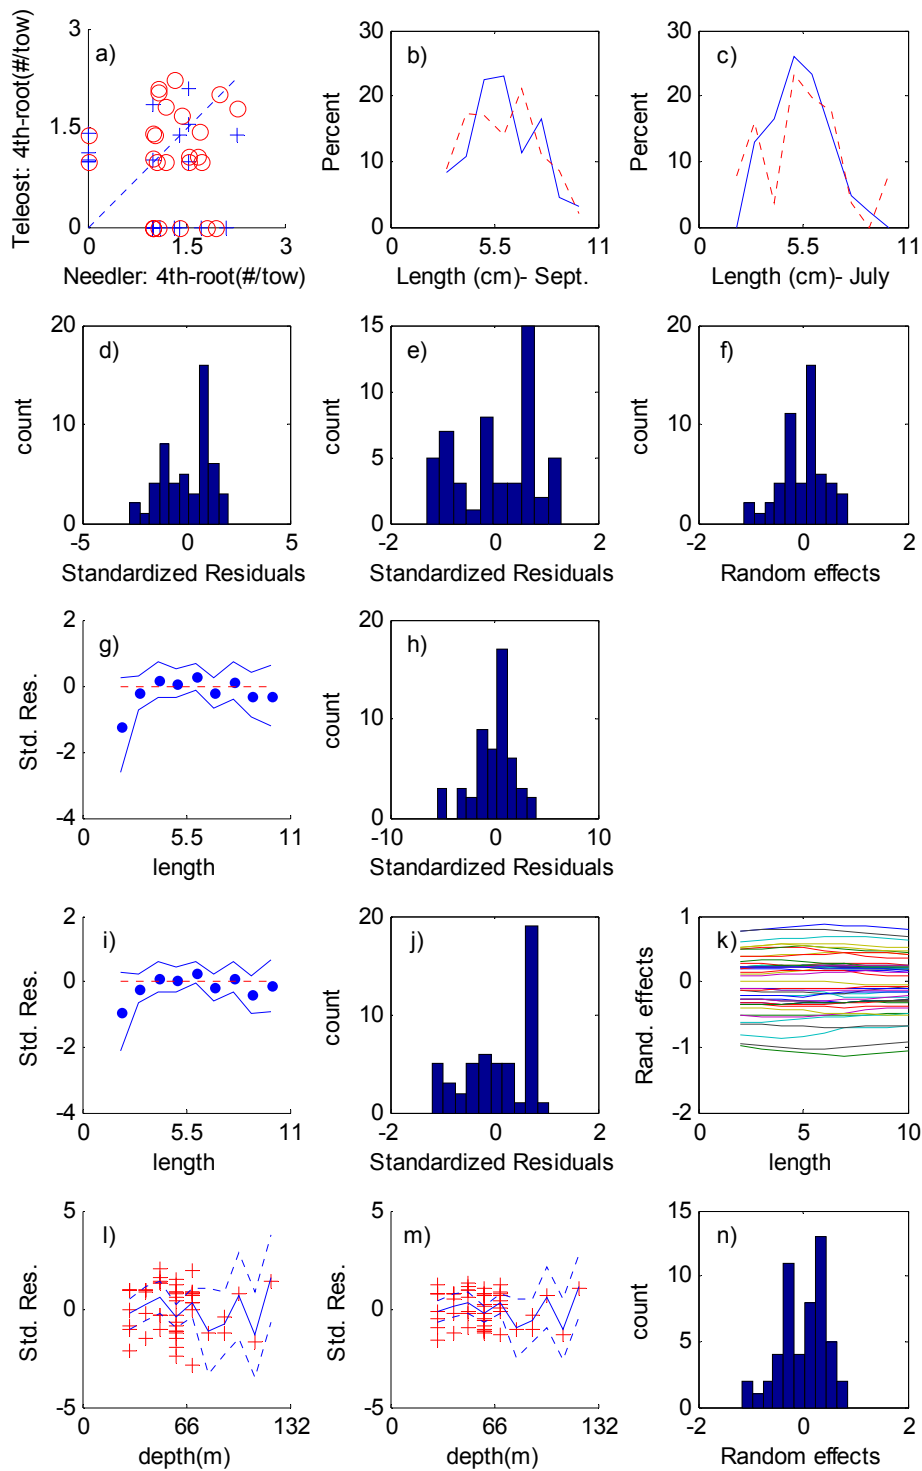 a)
3
1.5
0
0
1.5
3
Teleost: 4th-root(#/tow)
Needler: 4th-root(#/tow)
b)
30
20
10
0
0
5.5
11
Percent
Length (cm)- Sept.
c)
30
20
10
0
0
5.5
11
Percent
Length (cm)- July
d)
20
10
0
-5
0
5
count
Standardized Residuals
e)
15
10
5
0
-2
0
2
count
Standardized Residuals
f)
20
10
0
-2
0
2
count
Random effects
g)
2
0
-2
-4
0
5.5
11
Std. Res.
length
h)
20
10
0
-10
0
10
count
Standardized Residuals
i)
2
0
-2
-4
0
5.5
11
Std. Res.
length
j)
20
10
0
-2
0
2
count
Standardized Residuals
k)
1
0
-1
-2
0
5
10
Rand. effects
length
l)
5
0
-5
0
66
132
Std. Res.
depth(m)
m)
5
0
-5
0
66
132
Std. Res.
depth(m)
n)
15
10
5
0
-2
0
2
count
Random effects